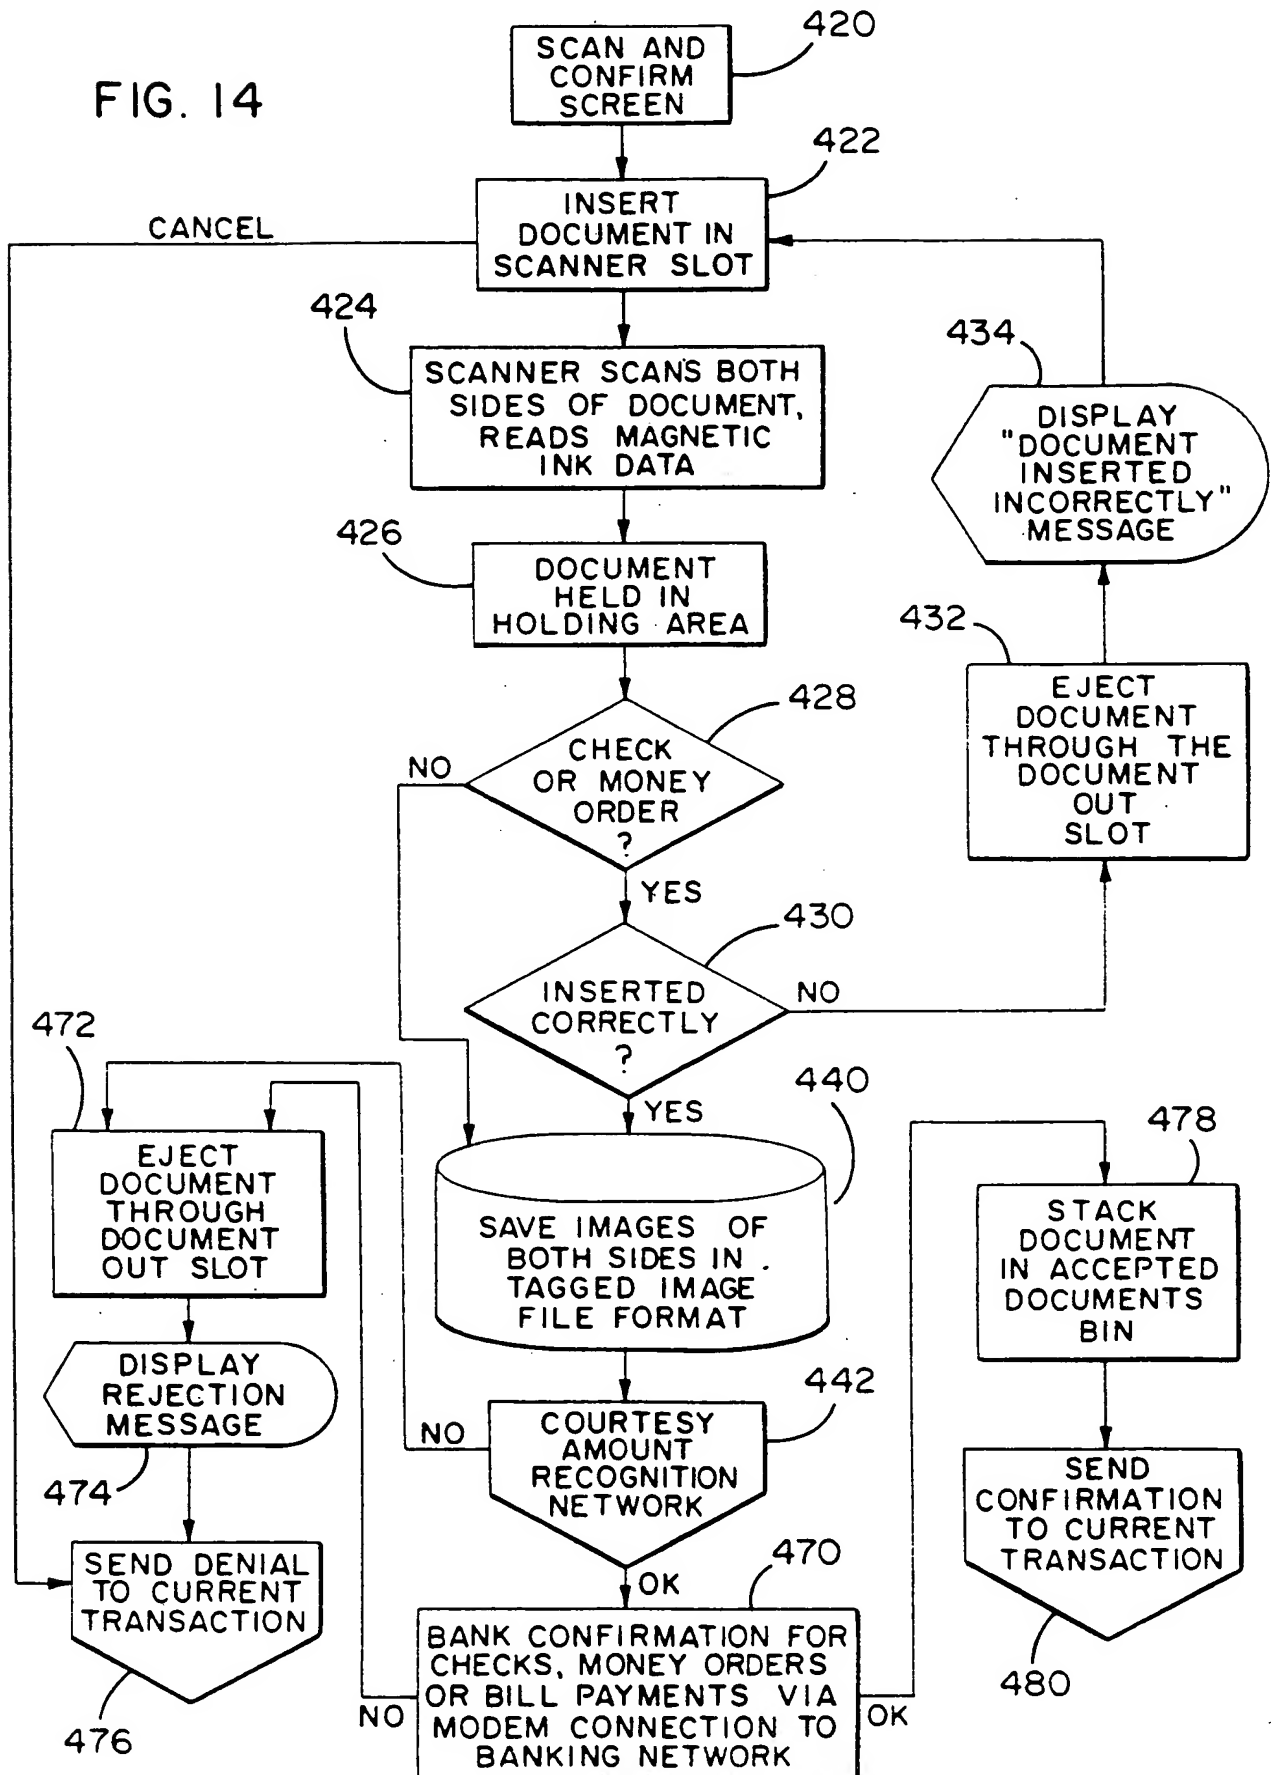 FIG. 14
420
SCAN AND
CONFIRM
SCREEN
422
INSERT
DOCUMENT IN
SCANNER SLOT
CANCEL
424
SCANNER SCANS BOTH
SIDES OF DOCUMENT,
READS MAGNETIC
INK DATA
434
DISPLAY
"DOCUMENT
INSERTED
INCORRECTLY"
MESSAGE
426
DOCUMENT
HELD IN
HOLDING AREA
432
EJECT
DOCUMENT
THROUGH THE
DOCUMENT
OUT
SLOT
428
CHECK
OR MONEY
ORDER
?
NO
YES
430
INSERTED
CORRECTLY
?
NO
YES
472
EJECT
DOCUMENT
THROUGH
DOCUMENT
OUT SLOT
440
SAVE IMAGES OF
BOTH SIDES IN
TAGGED IMAGE
FILE FORMAT
478
STACK
DOCUMENT
IN ACCEPTED
DOCUMENTS
BIN
DISPLAY
REJECTION
MESSAGE
474
442
COURTESY
AMOUNT
RECOGNITION
NETWORK
NO
OK
SEND
CONFIRMATION
TO CURRENT
TRANSACTION
480
SEND DENIAL
TO CURRENT
TRANSACTION
476
470
BANK CONFIRMATION FOR
CHECKS, MONEY ORDERS
OR BILL PAYMENTS VIA
MODEM CONNECTION TO
BANKING NETWORK
NO
OK